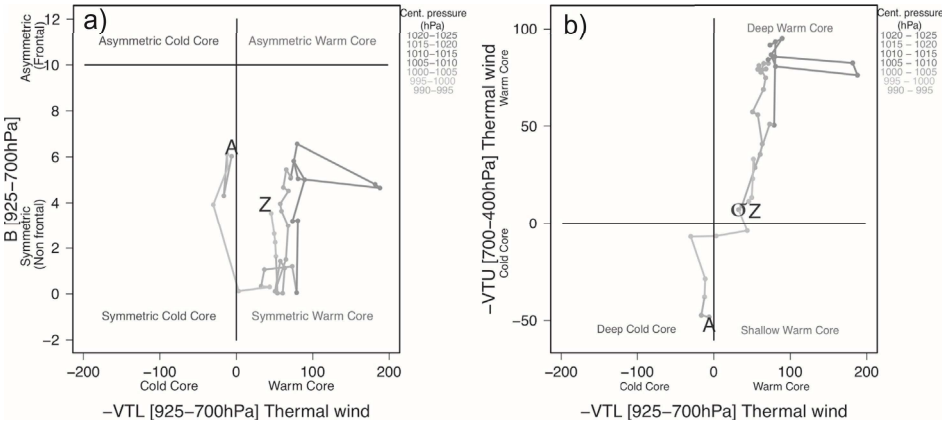 a)
Cent. pressure
(hPa)
1020−1025
1015−1020
1010−1015
1005−1010
1000−1005
995−1000
990−995
Asymmetric Cold Core
Asymmetric Warm Core
Symmetric Cold Core
Symmetric Warm Core
A
Z
12
10
8
6
4
2
0
−2
B [925−700hPa]
Asymmetric
(Frontal)
Symmetric
(Non frontal)
−200
−100
0
100
200
Cold Core
Warm Core
−VTL [925−700hPa] Thermal wind
b)
Cent. pressure
(hPa)
1020 − 1025
1015 − 1020
1010 − 1015
1005 − 1010
1000 − 1005
995 − 1000
990 − 995
Deep Warm Core
Deep Cold Core
Shallow Warm Core
A
Z
100
50
0
−50
−VTU [700−400hPa] Thermal wind
Warm Core
Cold Core
−200
−100
0
100
200
Cold Core
Warm Core
−VTL [925−700hPa] Thermal wind